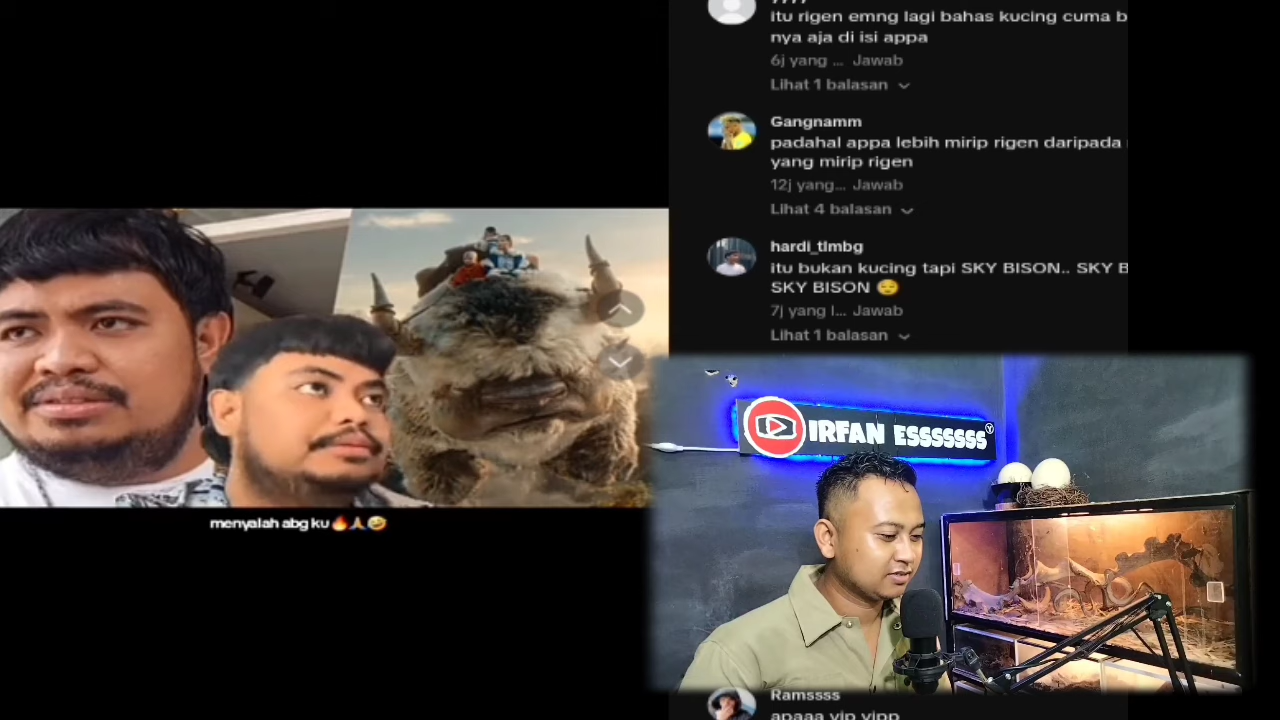 itu rigen emng lagi bahas kucing cuma b
nya aja di isi appa
6j yang ... Jawab
Lihat 1 balasan
Gangnamm
padahal appa lebih mirip rigen daripada
yang mirip rigen
12j yang... Jawab
Lihat 4 balasan
hardi_tlmbg
itu bukan kucing tapi SKY BISON.. SKY B
SKY BISON 😔
7j yang l... Jawab
Lihat 1 balasan
menyalah abg ku 🔥🙏🤣
IRFAN ESSSSSSS
Ramssss
apaaa yip yipp